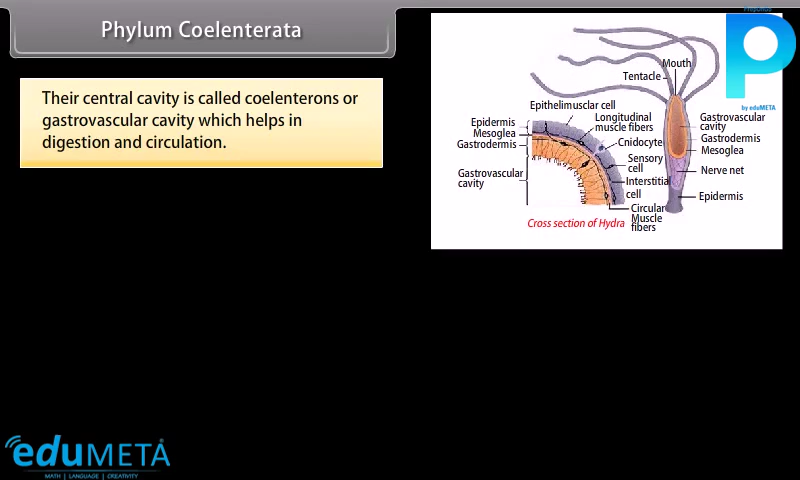 Phylum Coelenterata
Their central cavity is called coelenterons or
gastrovascular cavity which helps in
digestion and circulation.
by eduMETA
Mouth
Tentacle
Epithelimusclar cell
Epidermis
Mesoglea
Gastrodermis
Gastrovascular
cavity
Longitudinal
muscle fibers
Cnidocyte
Sensory
cell
Interstitial
cell
Circular
Muscle
fibers
Cross section of Hydra
Gastrovascular
cavity
Gastrodermis
Mesoglea
Nerve net
Epidermis
eduMETA
MATH | LANGUAGE | CREATIVITY